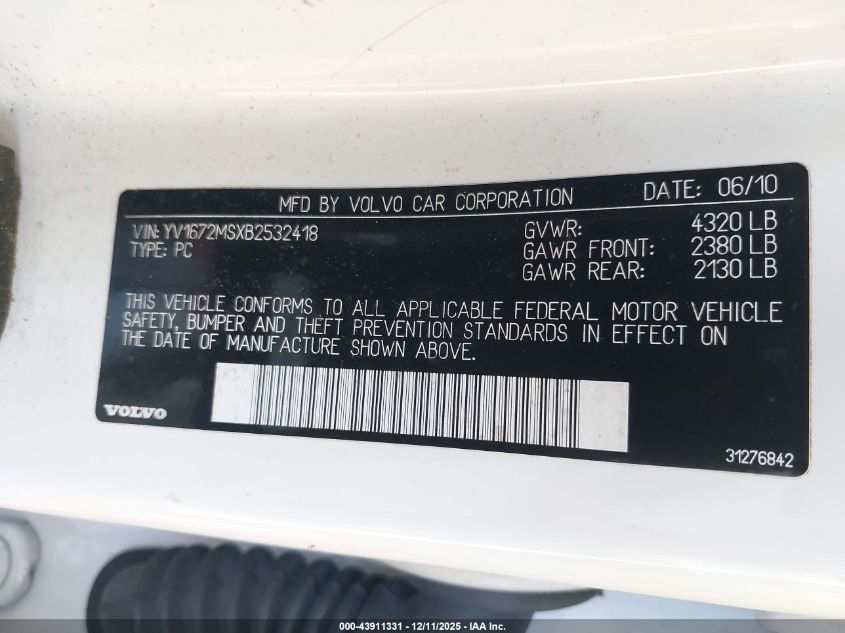 MFD BY VOLVO CAR CORPORATION DATE: 06/10
VIN: YV1672MSXB2532418
TYPE: PC
GVWR: 4320 LB
GAWR FRONT: 2380 LB
GAWR REAR: 2130 LB
THIS VEHICLE CONFORMS TO ALL APPLICABLE FEDERAL MOTOR VEHICLE
SAFETY, BUMPER AND THEFT PREVENTION STANDARDS IN EFFECT ON
THE DATE OF MANUFACTURE SHOWN ABOVE.
VOLVO
31276842
000-43911331 - 12/11/2025 - IAA Inc.